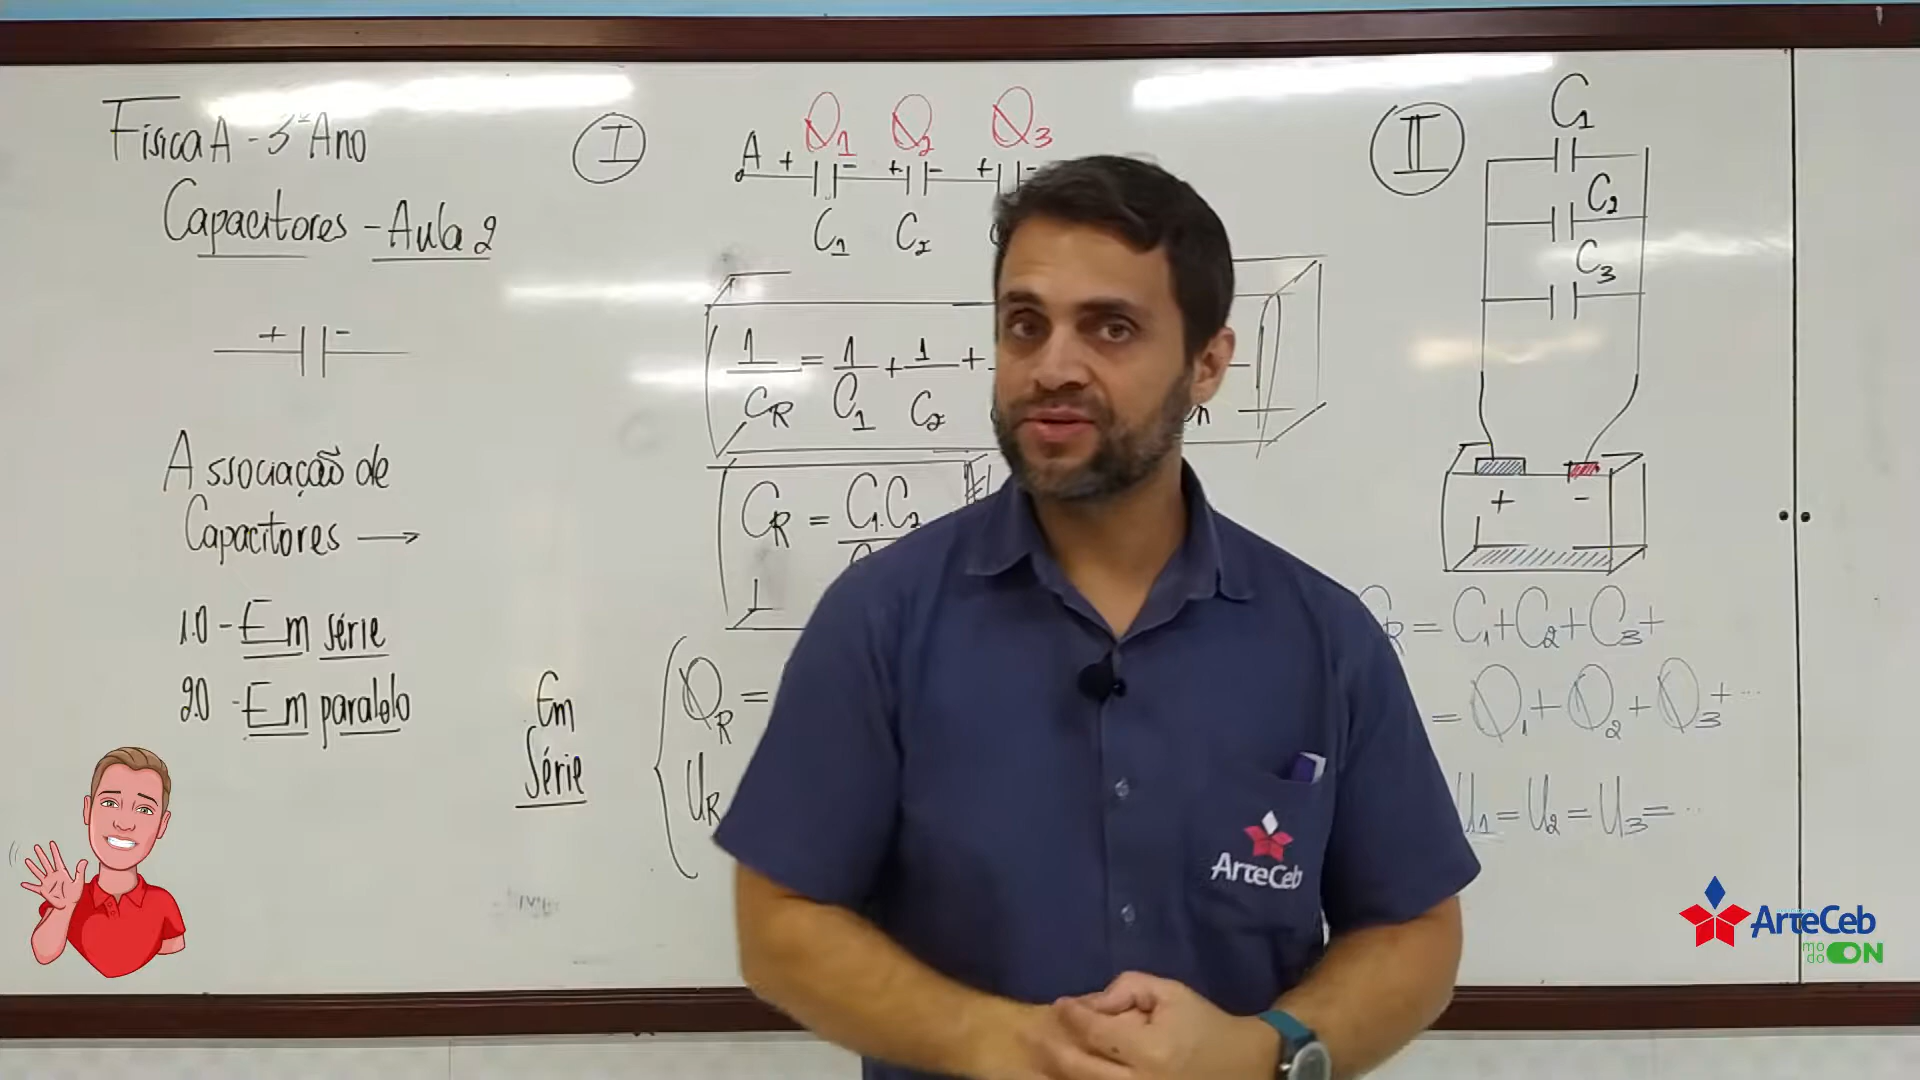 Física A - 3º Ano
Capacitores - Aula 2
+ -
Associação de
Capacitores →
1.0 - Em série
2.0 - Em paralelo
Em
Série
I
Q1 Q2 Q3
A + - + - + -
C1 C2
1/CR = 1/C1 + 1/C2 +
n
CR = C1.C2
QR =
UR
II
C1
C2
C3
+ -
R = C1+C2+C3+
= Q1+Q2+Q3+...
U1=U2=U3=...
ArteCeb
ArteCeb
mo
do ON